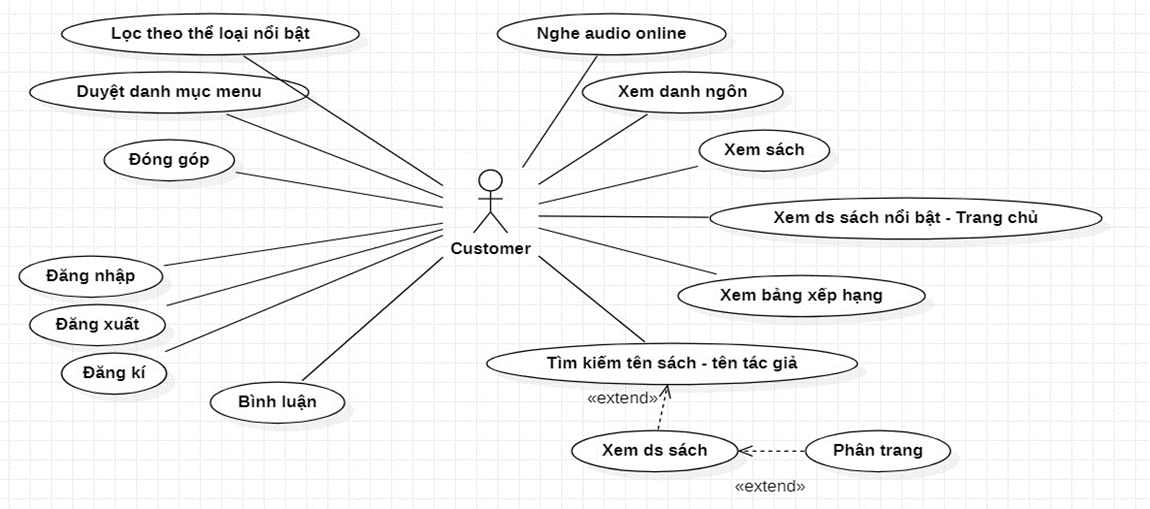 Lọc theo thể loại nổi bật
Nghe audio online
Duyệt danh mục menu
Xem danh ngôn
Đóng góp
Xem sách
Xem ds sách nổi bật - Trang chủ
Customer
Đăng nhập
Xem bảng xếp hạng
Đăng xuất
Đăng kí
Tìm kiếm tên sách - tên tác giả
Bình luận
«extend»
Xem ds sách
Phân trang
«extend»